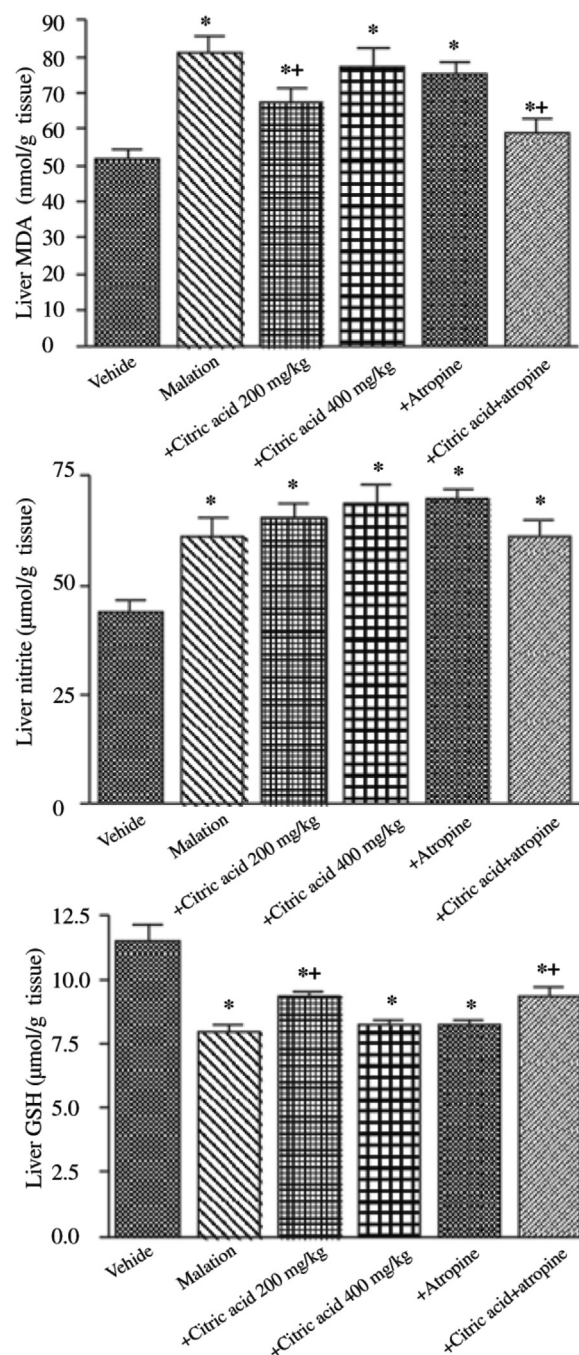 90
80
70
60
50
40
30
20
10
0
Liver MDA (nmol/g tissue)
*
*+
*
*
*+
Vehide
Malation
+Citric acid 200 mg/kg
+Citric acid 400 mg/kg
+Atropine
+Citric acid+atropine
75
50
25
0
Liver nitrite (μmol/g tissue)
*
*
*
*
*
Vehide
Malation
+Citric acid 200 mg/kg
+Citric acid 400 mg/kg
+Atropine
+Citric acid+atropine
12.5
10.0
7.5
5.0
2.5
0.0
Liver GSH (μmol/g tissue)
*
*+
*
*
*+
Vehide
Malation
+Citric acid 200 mg/kg
+Citric acid 400 mg/kg
+Atropine
+Citric acid+atropine